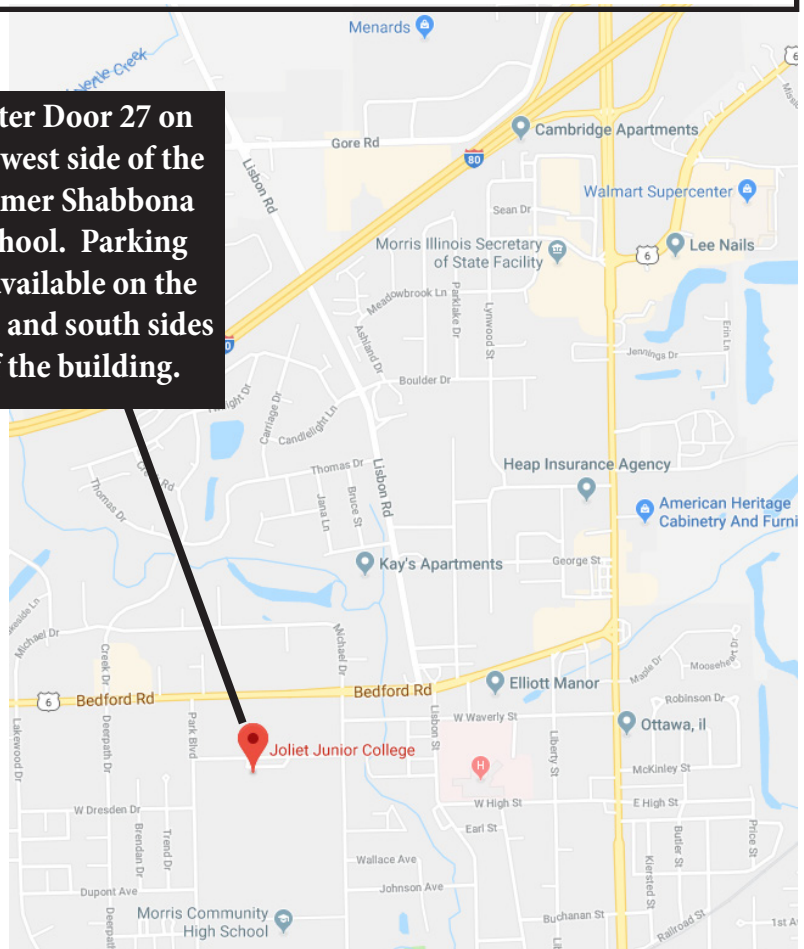 Menards
6
ter Door 27 on
west side of the
mer Shabbona
hool. Parking
vailable on the
and south sides
f the building.
Gore Rd
Lisbon Rd
80
Cambridge Apartments
Walmart Supercenter
Sean Dr
Morris Illinois Secretary
of State Facility
6
Lee Nails
Meadowbrook Ln
Parklake Dr
Lynwood St
Ashland Dr
Erin Ln
Jennings Dr
Boulder Dr
Carriage Dr
Candlelight Ln
Thomas Dr
Lisbon Rd
Heap Insurance Agency
Rd
Thomas Dr
Jana Ln
Bruce St
American Heritage
Cabinetry And Furni
Kay's Apartments
George St
Michael Dr
Creek Dr
Michael Dr
Maple Dr
Mooseheart Dr
6
Bedford Rd
Bedford Rd
Elliott Manor
Robinson Dr
Lakewood Dr
Deerpath Dr
Park Blvd
Lisbon St
W Waverly St
Liberty St
Ottawa, il
Joliet Junior College
H
McKinley St
W Dresden Dr
W High St
E High St
Brendan Dr
Trend Dr
Earl St
Butler St
Price St
Wallace Ave
Kiersted St
Dupont Ave
Johnson Ave
Deerpath
Morris Community
High School
Buchanan St
Railroad St
1st A